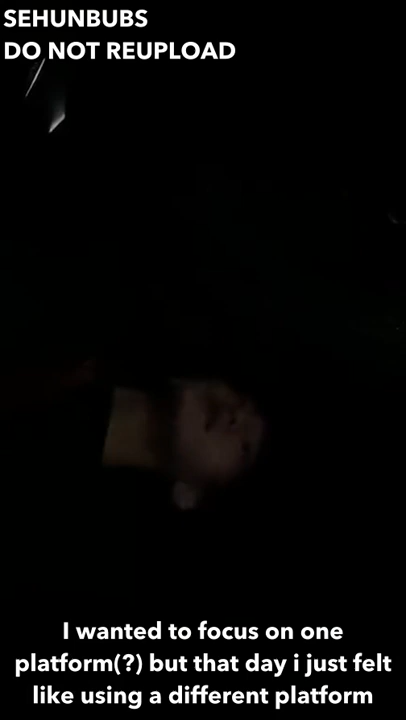 SEHUNBUBS
DO NOT REUPLOAD
I wanted to focus on one
platform(?) but that day i just felt
like using a different platform